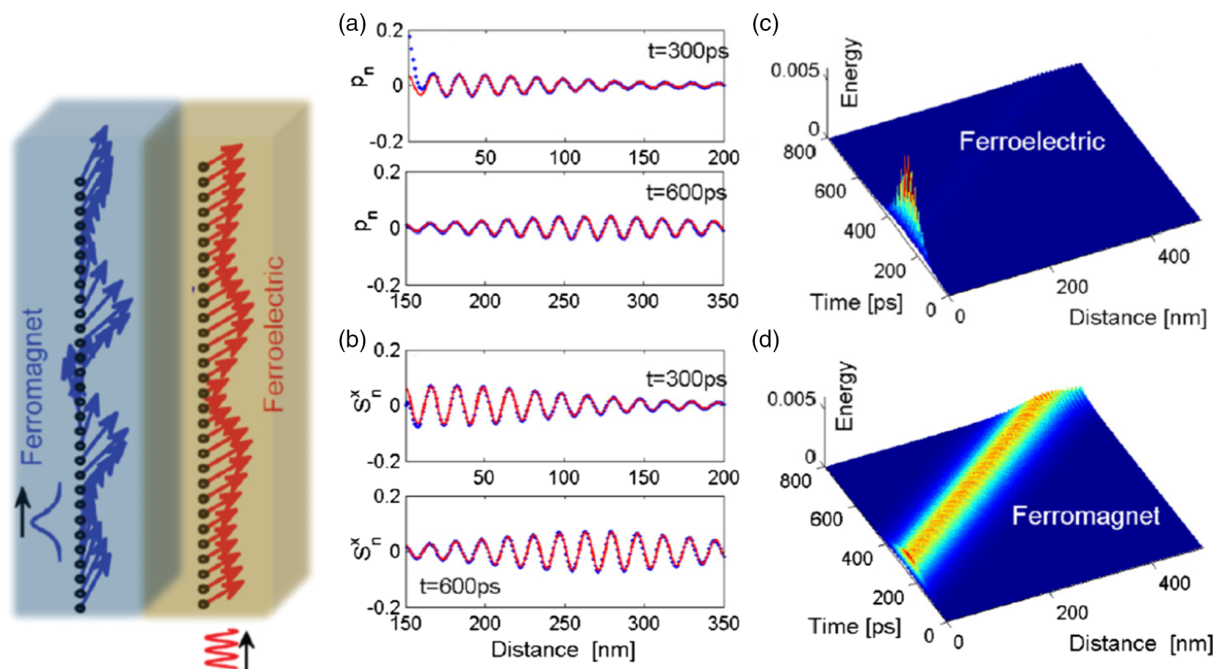 Ferromagnet
Ferroelectric
(a)
0.2
0
-0.2
pₙ
t=300ps
50
100
150
200
0.2
0
-0.2
pₙ
t=600ps
150
200
250
300
350
(b)
0.2
0
-0.2
Sₙˣ
t=300ps
50
100
150
200
0.2
0
-0.2
Sₙˣ
t=600ps
150
200
250
300
350
Distance [nm]
(c)
0.005
0
Energy
Ferroelectric
800
600
400
200
0
Time [ps]
0
200
400
Distance [nm]
(d)
0.005
0
Energy
Ferromagnet
800
600
400
200
0
Time [ps]
0
200
400
Distance [nm]